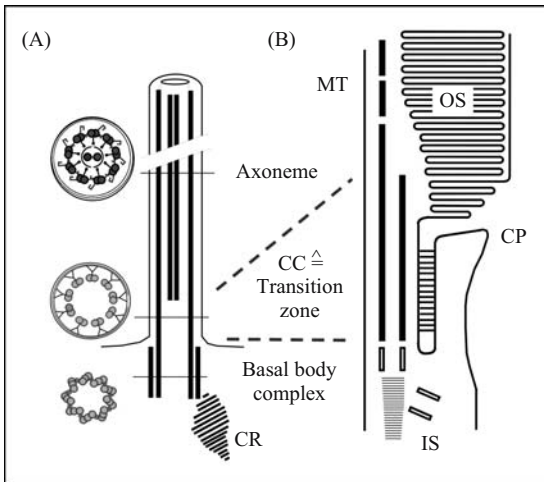 (A)
(B)
MT
OS
Axoneme
CP
CC ≙
Transition
zone
Basal body
complex
CR
IS